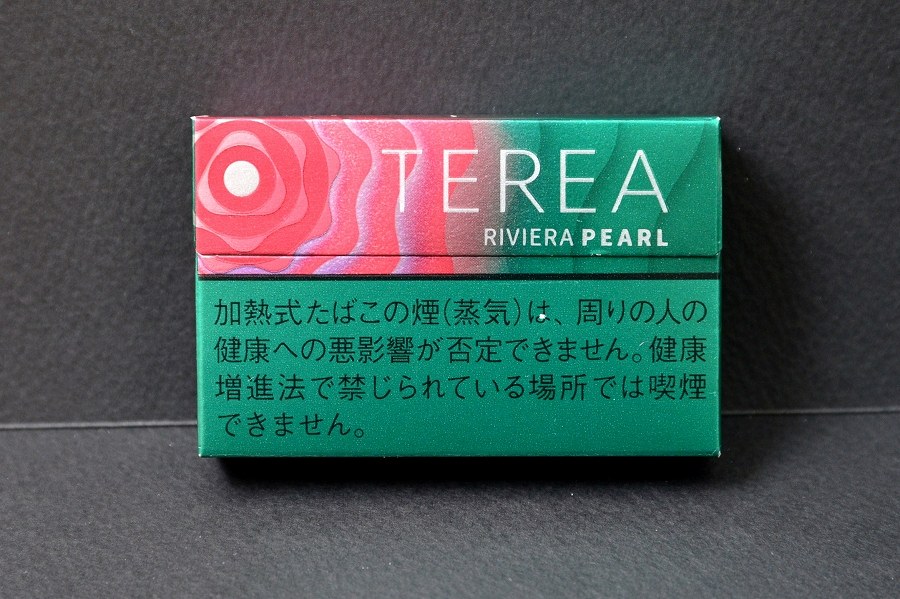 TEREA
RIVIERA PEARL
加熱式たばこの煙(蒸気)は、周りの人の
健康への悪影響が否定できません。健康
増進法で禁じられている場所では喫煙
できません。